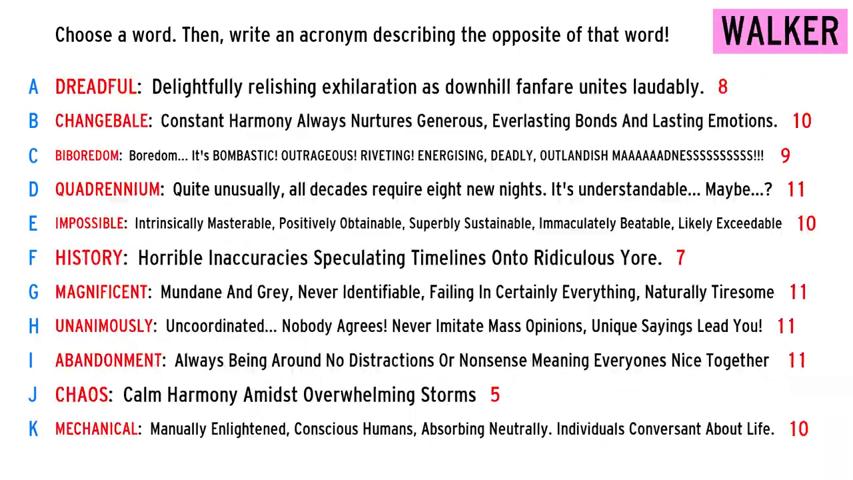 Choose a word. Then, write an acronym describing the opposite of that word!
WALKER
A DREADFUL: Delightfully relishing exhilaration as downhill fanfare unites laudably. 8
B CHANGEBALE: Constant Harmony Always Nurtures Generous, Everlasting Bonds And Lasting Emotions. 10
C BIBOREDOM: Boredom... It's BOMBASTIC! OUTRAGEOUS! RIVETING! ENERGISING, DEADLY, OUTLANDISH MAAAAAADNESSSSSSSSSS!!! 9
D QUADRENNIUM: Quite unusually, all decades require eight new nights. It's understandable... Maybe...? 11
E IMPOSSIBLE: Intrinsically Masterable, Positively Obtainable, Superbly Sustainable, Immaculately Beatable, Likely Exceedable 10
F HISTORY: Horrible Inaccuracies Speculating Timelines Onto Ridiculous Yore. 7
G MAGNIFICENT: Mundane And Grey, Never Identifiable, Failing In Certainly Everything, Naturally Tiresome 11
H UNANIMOUSLY: Uncoordinated... Nobody Agrees! Never Imitate Mass Opinions, Unique Sayings Lead You! 11
I ABANDONMENT: Always Being Around No Distractions Or Nonsense Meaning Everyones Nice Together 11
J CHAOS: Calm Harmony Amidst Overwhelming Storms 5
K MECHANICAL: Manually Enlightened, Conscious Humans, Absorbing Neutrally. Individuals Conversant About Life. 10